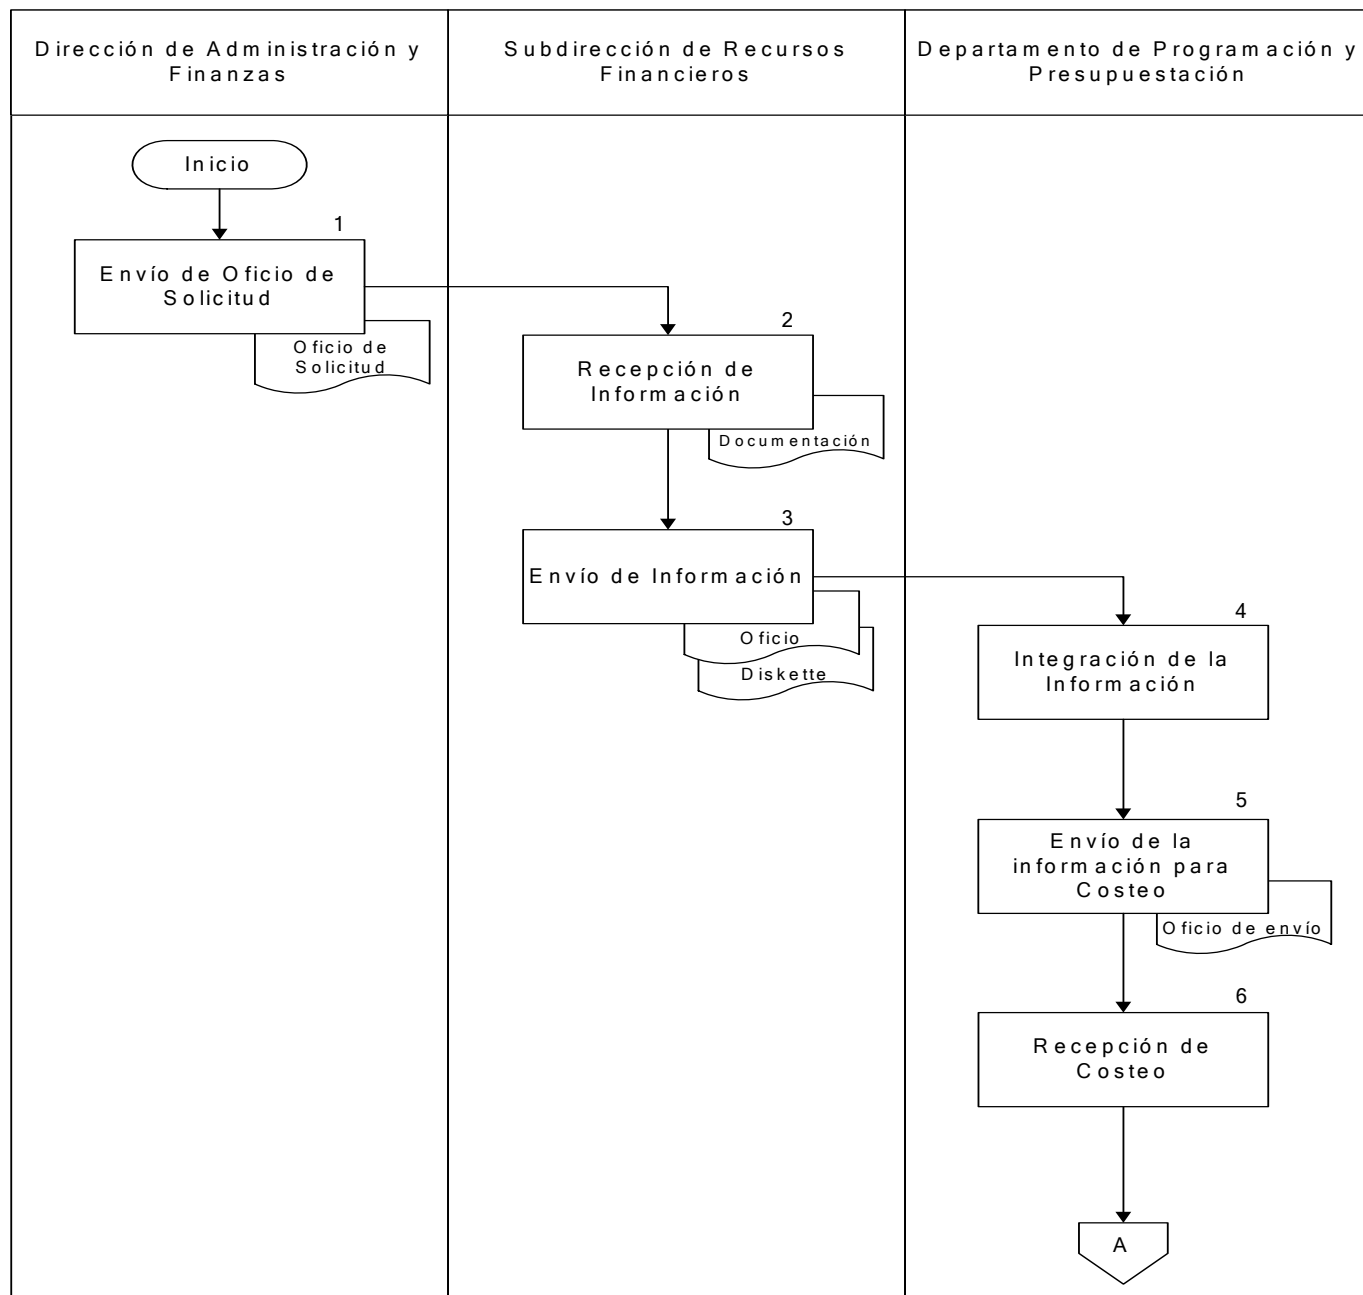 Dirección de Administración y
Finanzas
Subdirección de Recursos
Financieros
Departamento de Programación y
Presupuestación
Inicio
1
Envío de Oficio de
Solicitud
Oficio de
Solicitud
2
Recepción de
Información
Documentación
3
Envío de Información
Oficio
Diskette
4
Integración de la
Información
5
Envío de la
información para
Costeo
Oficio de envío
6
Recepción de
Costeo
A